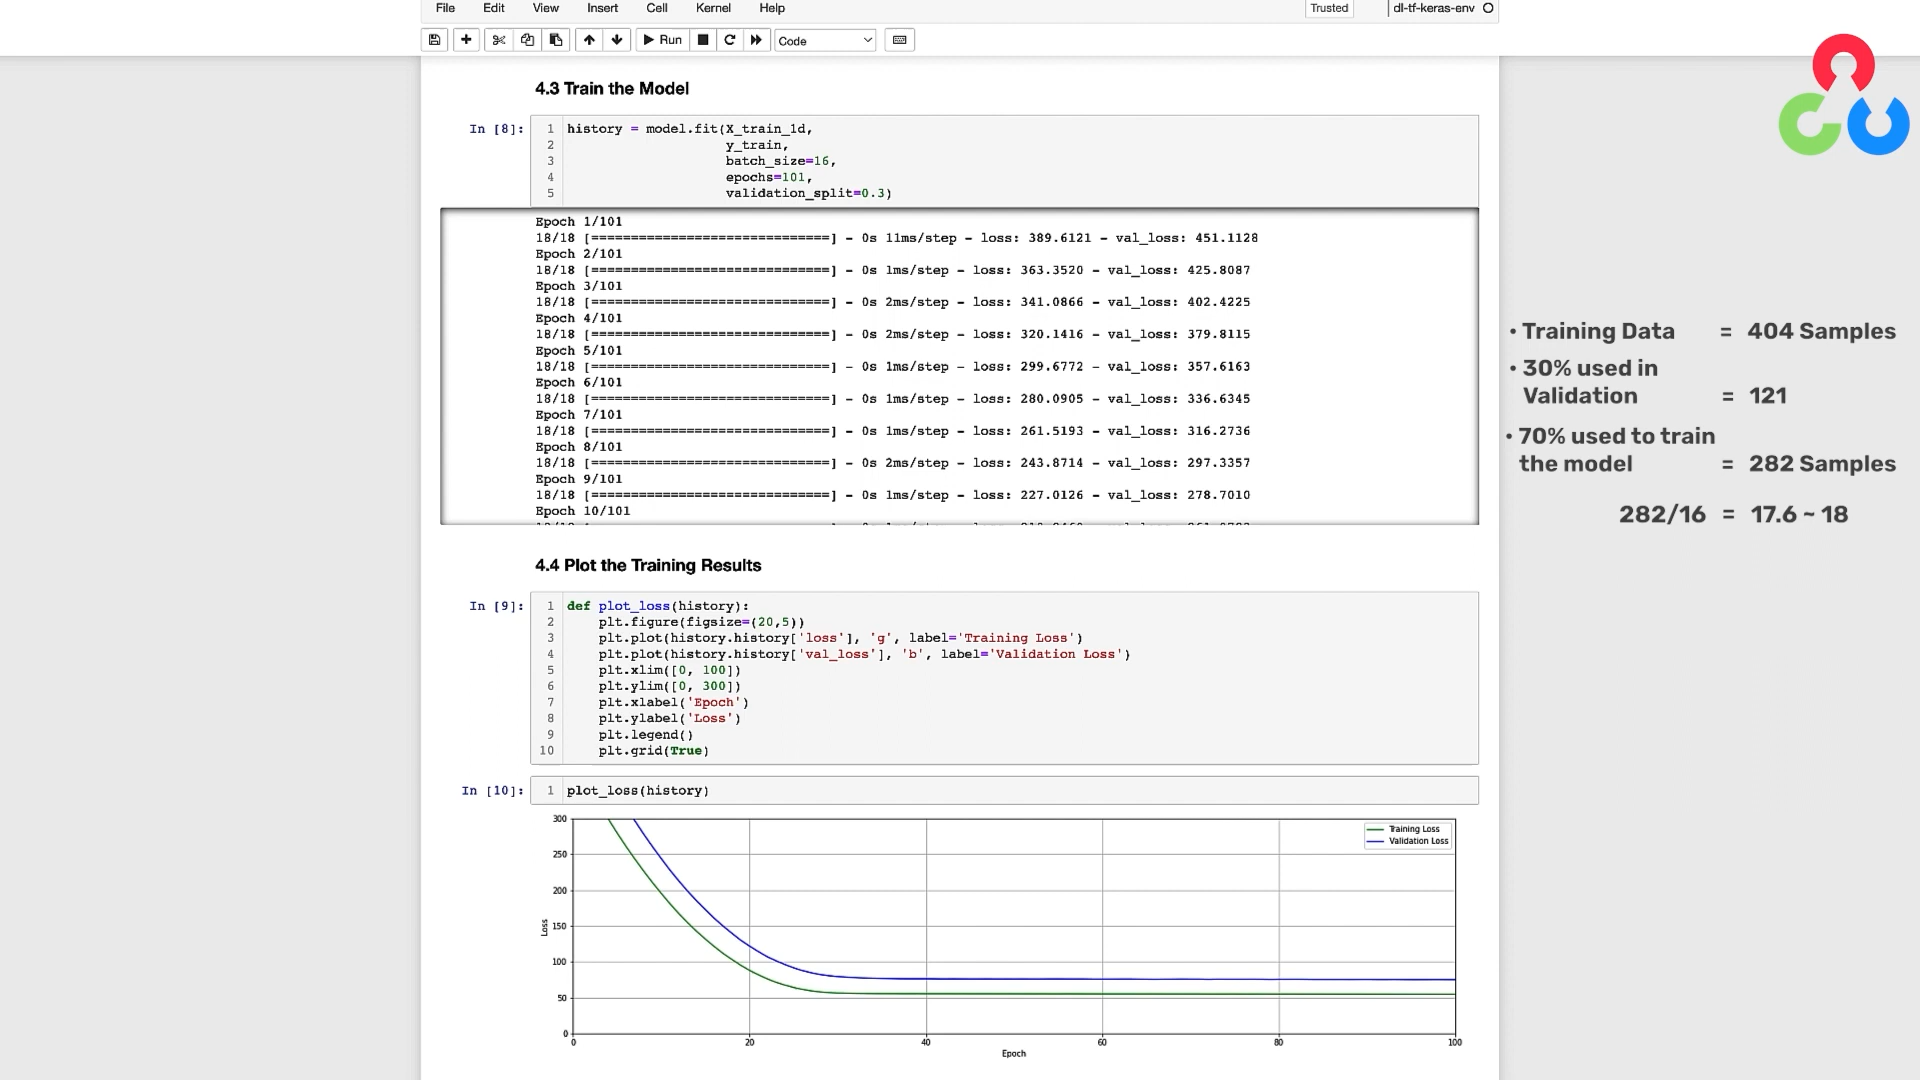 File Edit View Insert Cell Kernel Help Trusted dl-tf-keras-env
Run Code
4.3 Train the Model
In [8]: 1 history = model.fit(X_train_1d,
2 y_train,
3 batch_size=16,
4 epochs=101,
5 validation_split=0.3)
Epoch 1/101
18/18 [==============================] - 0s 11ms/step - loss: 389.6121 - val_loss: 451.1128
Epoch 2/101
18/18 [==============================] - 0s 1ms/step - loss: 363.3520 - val_loss: 425.8087
Epoch 3/101
18/18 [==============================] - 0s 2ms/step - loss: 341.0866 - val_loss: 402.4225
Epoch 4/101
18/18 [==============================] - 0s 2ms/step - loss: 320.1416 - val_loss: 379.8115
Epoch 5/101
18/18 [==============================] - 0s 1ms/step - loss: 299.6772 - val_loss: 357.6163
Epoch 6/101
18/18 [==============================] - 0s 1ms/step - loss: 280.0905 - val_loss: 336.6345
Epoch 7/101
18/18 [==============================] - 0s 1ms/step - loss: 261.5193 - val_loss: 316.2736
Epoch 8/101
18/18 [==============================] - 0s 2ms/step - loss: 243.8714 - val_loss: 297.3357
Epoch 9/101
18/18 [==============================] - 0s 1ms/step - loss: 227.0126 - val_loss: 278.7010
Epoch 10/101
4.4 Plot the Training Results
In [9]: 1 def plot_loss(history):
2 plt.figure(figsize=(20,5))
3 plt.plot(history.history['loss'], 'g', label='Training Loss')
4 plt.plot(history.history['val_loss'], 'b', label='Validation Loss')
5 plt.xlim([0, 100])
6 plt.ylim([0, 300])
7 plt.xlabel('Epoch')
8 plt.ylabel('Loss')
9 plt.legend()
10 plt.grid(True)
In [10]: 1 plot_loss(history)
300
250
200
150
100
50
0
Loss
Training Loss
Validation Loss
0 20 40 60 80 100
Epoch
• Training Data = 404 Samples
• 30% used in
Validation = 121
• 70% used to train
the model = 282 Samples
282/16 = 17.6 ~ 18